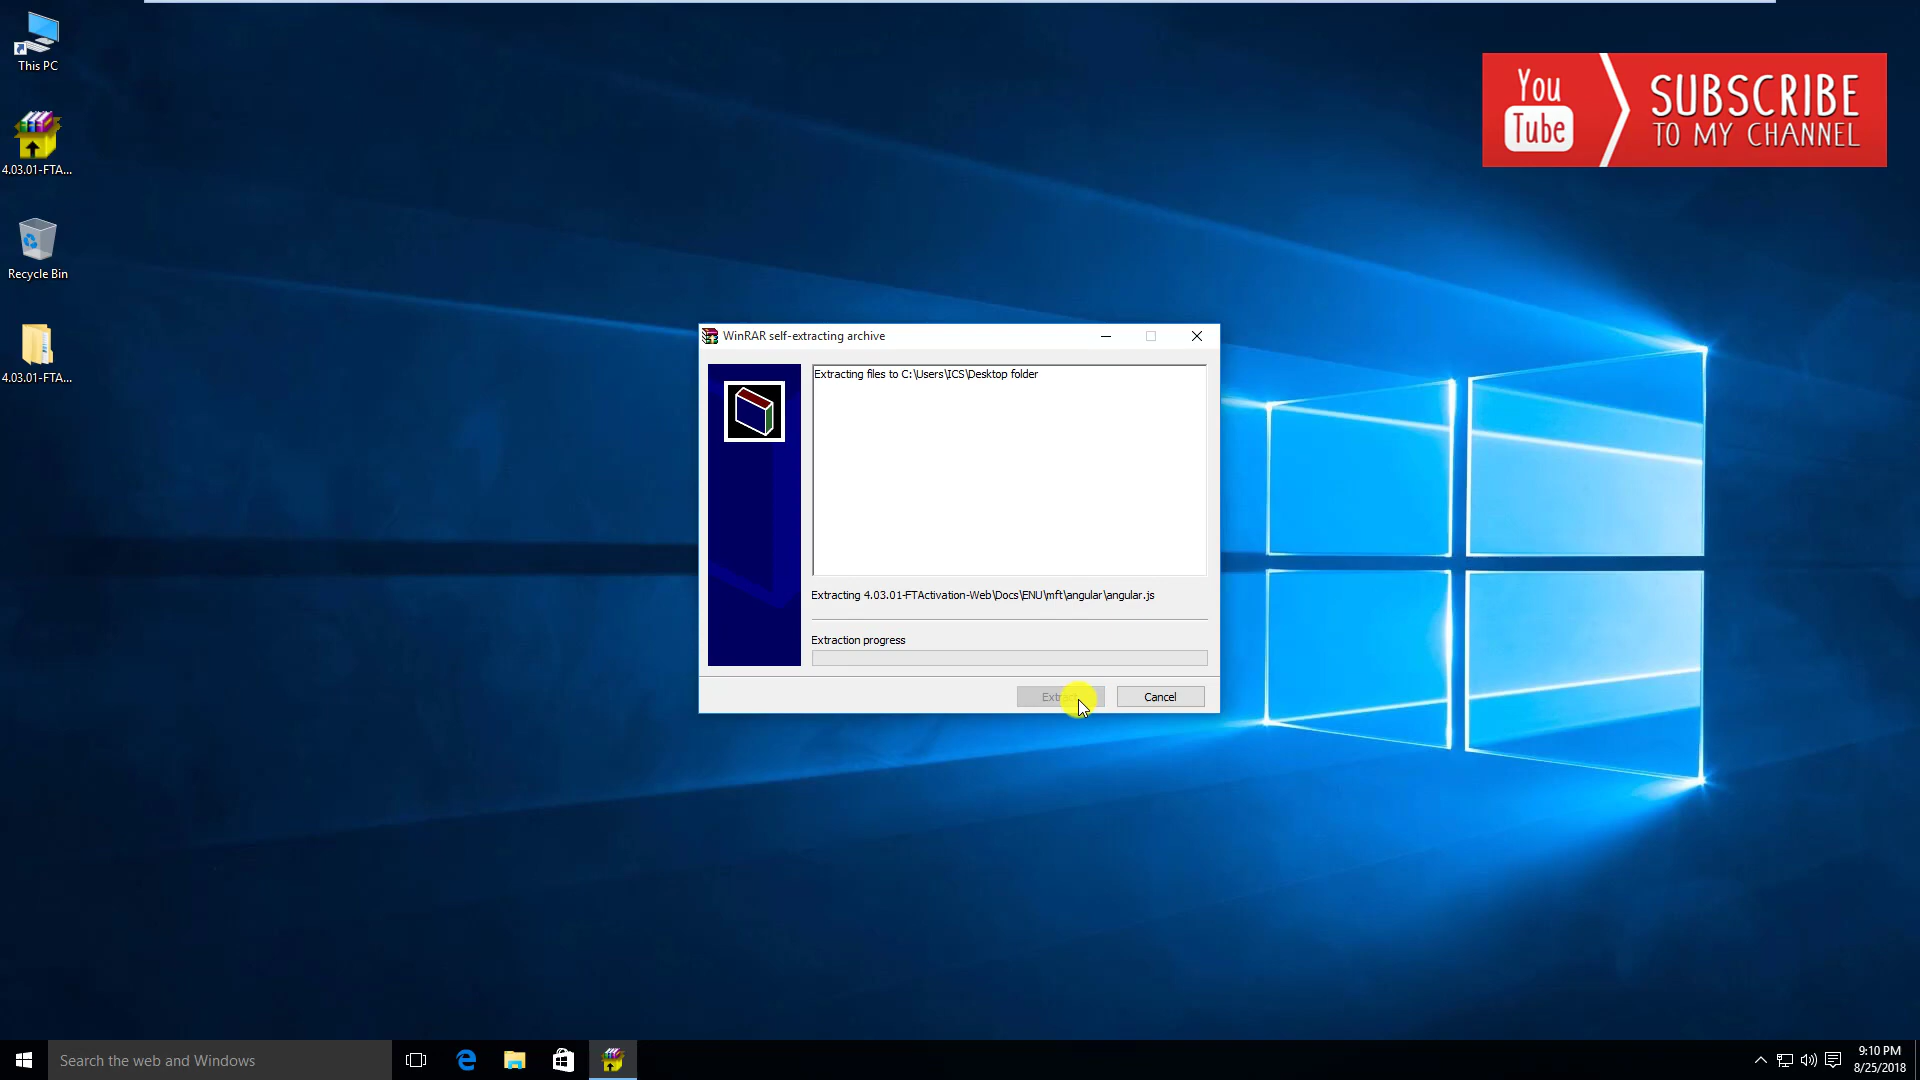 This PC
4.03.01-FTA...
Recycle Bin
4.03.01-FTA...
You
Tube
SUBSCRIBE
TO MY CHANNEL
WinRAR self-extracting archive
Extracting files to C:\Users\ICS\Desktop folder
Extracting 4.03.01-FTActivation-Web\Docs\ENU\mft\angular\angular.js
Extraction progress
Cancel
Search the web and Windows
9:10 PM
8/25/2018